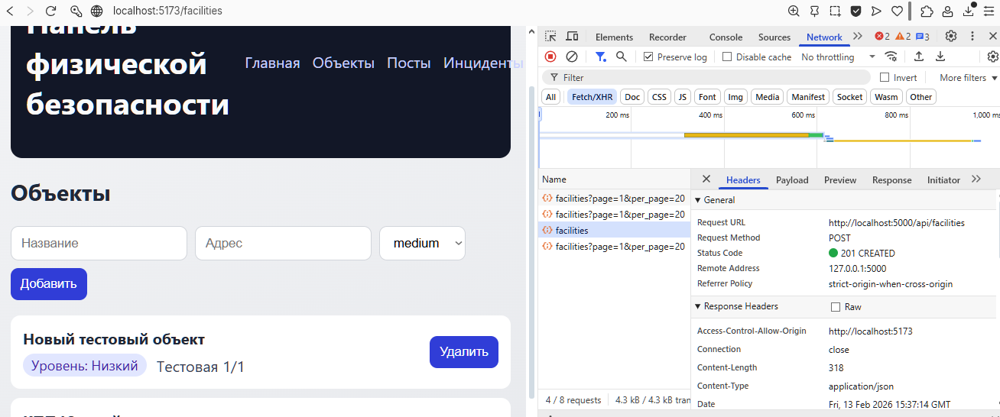 localhost:5173/facilities
Панель
физической
безопасности
Главная Объекты Посты Инциденты
Объекты
Название Адрес medium
Добавить
Новый тестовый объект
Уровень: Низкий Тестовая 1/1
Удалить
Elements Recorder Console Sources Network 2 2 3
Preserve log Disable cache No throttling
Filter Invert More filters
All Fetch/XHR Doc CSS JS Font Img Media Manifest Socket Wasm Other
200 ms 400 ms 600 ms 800 ms 1,000 ms
Name
facilities?page=1&per_page=20
facilities?page=1&per_page=20
facilities
facilities?page=1&per_page=20
4 / 8 requests 4.3 kB / 4.3 kB tran
Headers Payload Preview Response Initiator
General
Request URL http://localhost:5000/api/facilities
Request Method POST
Status Code 201 CREATED
Remote Address 127.0.0.1:5000
Referrer Policy strict-origin-when-cross-origin
Response Headers Raw
Access-Control-Allow-Origin http://localhost:5173
Connection close
Content-Length 318
Content-Type application/json
Date Fri, 13 Feb 2026 15:37:14 GMT